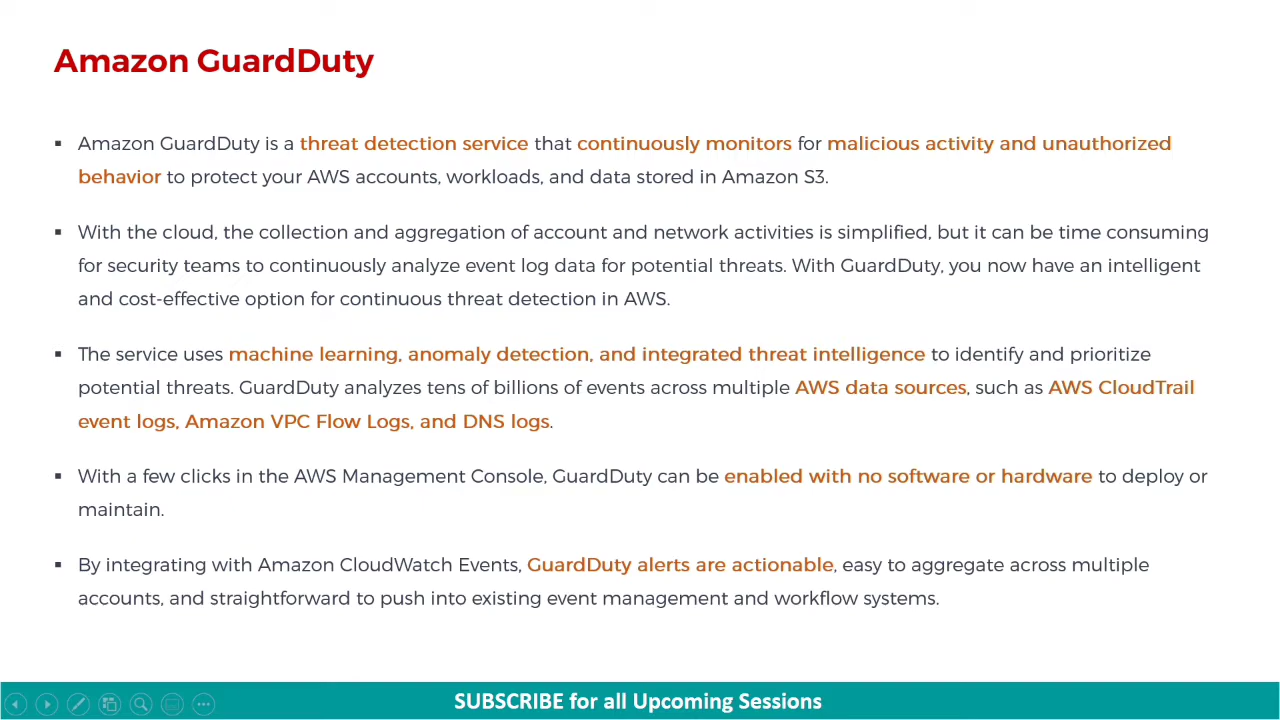 Amazon GuardDuty
▪ Amazon GuardDuty is a threat detection service that continuously monitors for malicious activity and unauthorized
behavior to protect your AWS accounts, workloads, and data stored in Amazon S3.
▪ With the cloud, the collection and aggregation of account and network activities is simplified, but it can be time consuming
for security teams to continuously analyze event log data for potential threats. With GuardDuty, you now have an intelligent
and cost-effective option for continuous threat detection in AWS.
▪ The service uses machine learning, anomaly detection, and integrated threat intelligence to identify and prioritize
potential threats. GuardDuty analyzes tens of billions of events across multiple AWS data sources, such as AWS CloudTrail
event logs, Amazon VPC Flow Logs, and DNS logs.
▪ With a few clicks in the AWS Management Console, GuardDuty can be enabled with no software or hardware to deploy or
maintain.
▪ By integrating with Amazon CloudWatch Events, GuardDuty alerts are actionable, easy to aggregate across multiple
accounts, and straightforward to push into existing event management and workflow systems.
SUBSCRIBE for all Upcoming Sessions